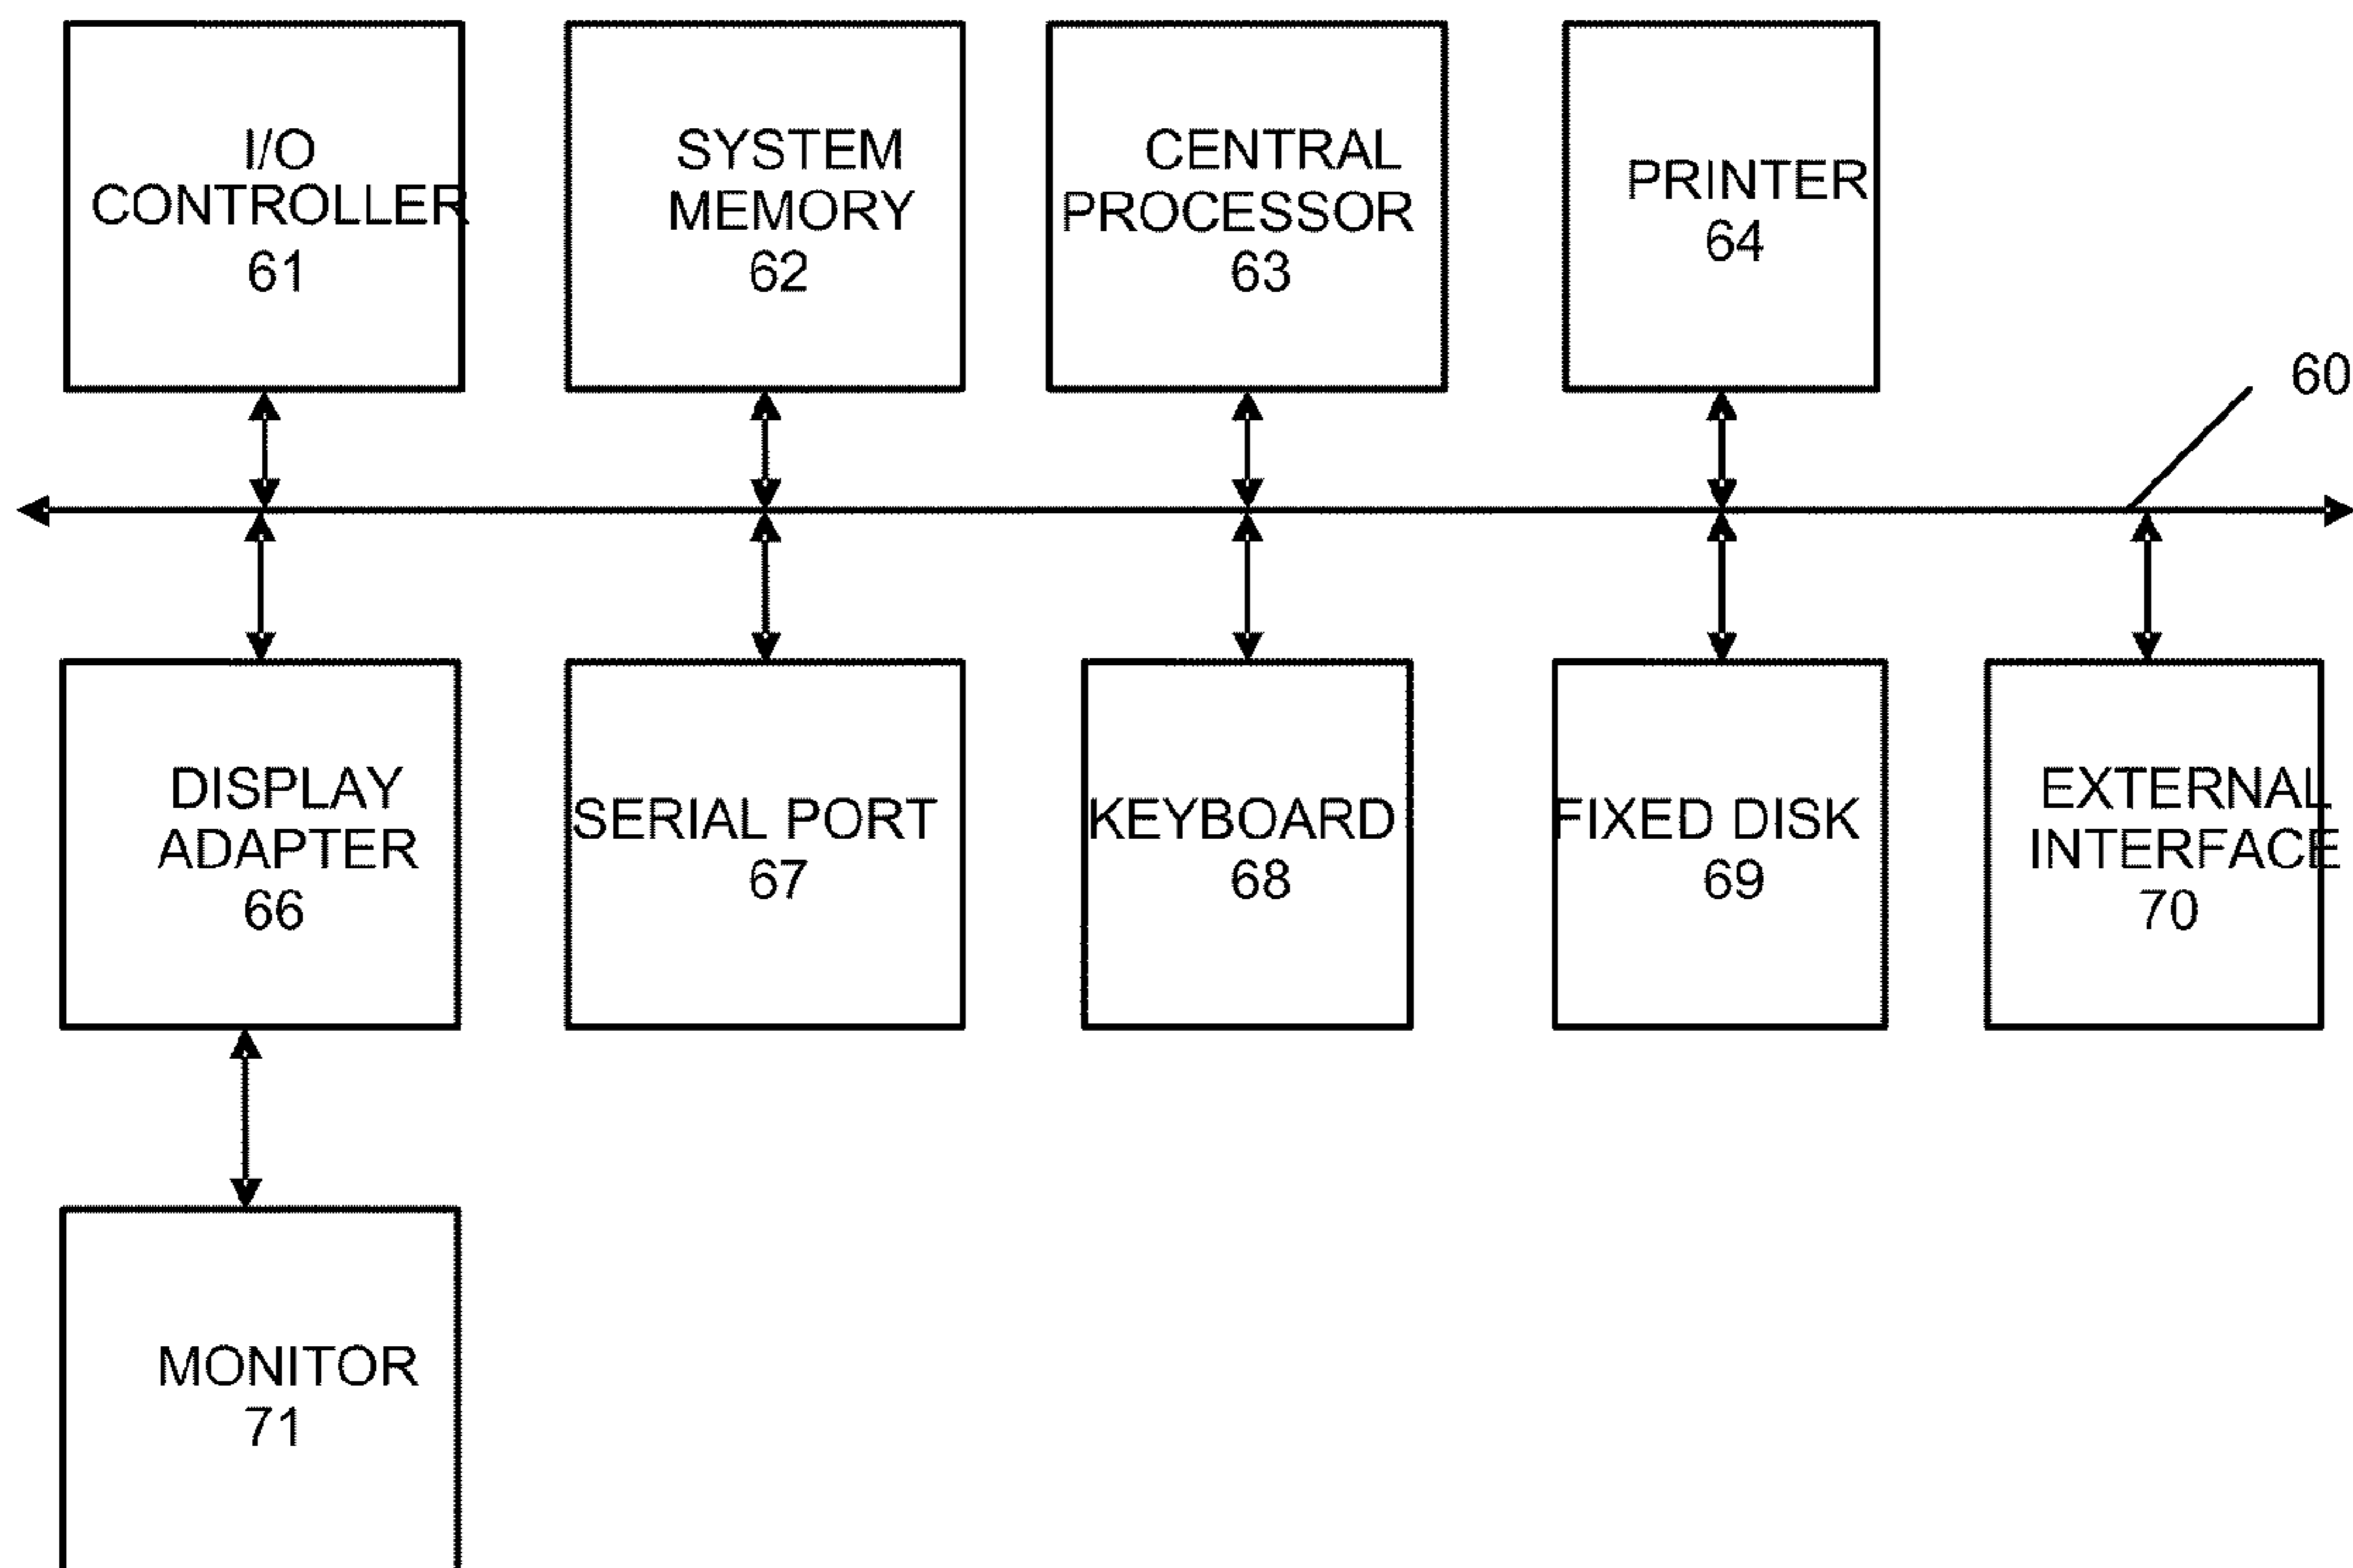 I/O
CONTROLLER
61
SYSTEM
MEMORY
62
CENTRAL
PROCESSOR
63
PRINTER
64
60
DISPLAY
ADAPTER
66
SERIAL PORT
67
KEYBOARD
68
FIXED DISK
69
EXTERNAL
INTERFACE
70
MONITOR
71